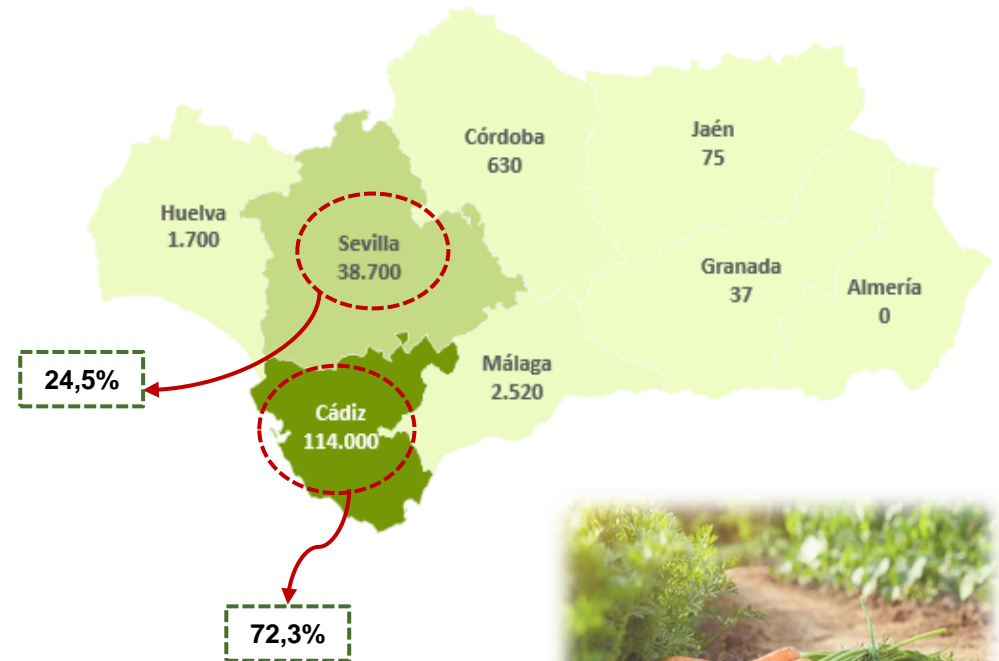 Córdoba
630
Jaén
75
Huelva
1.700
Sevilla
38.700
Granada
37
Almería
0
Málaga
2.520
24,5%
Cádiz
114.000
72,3%